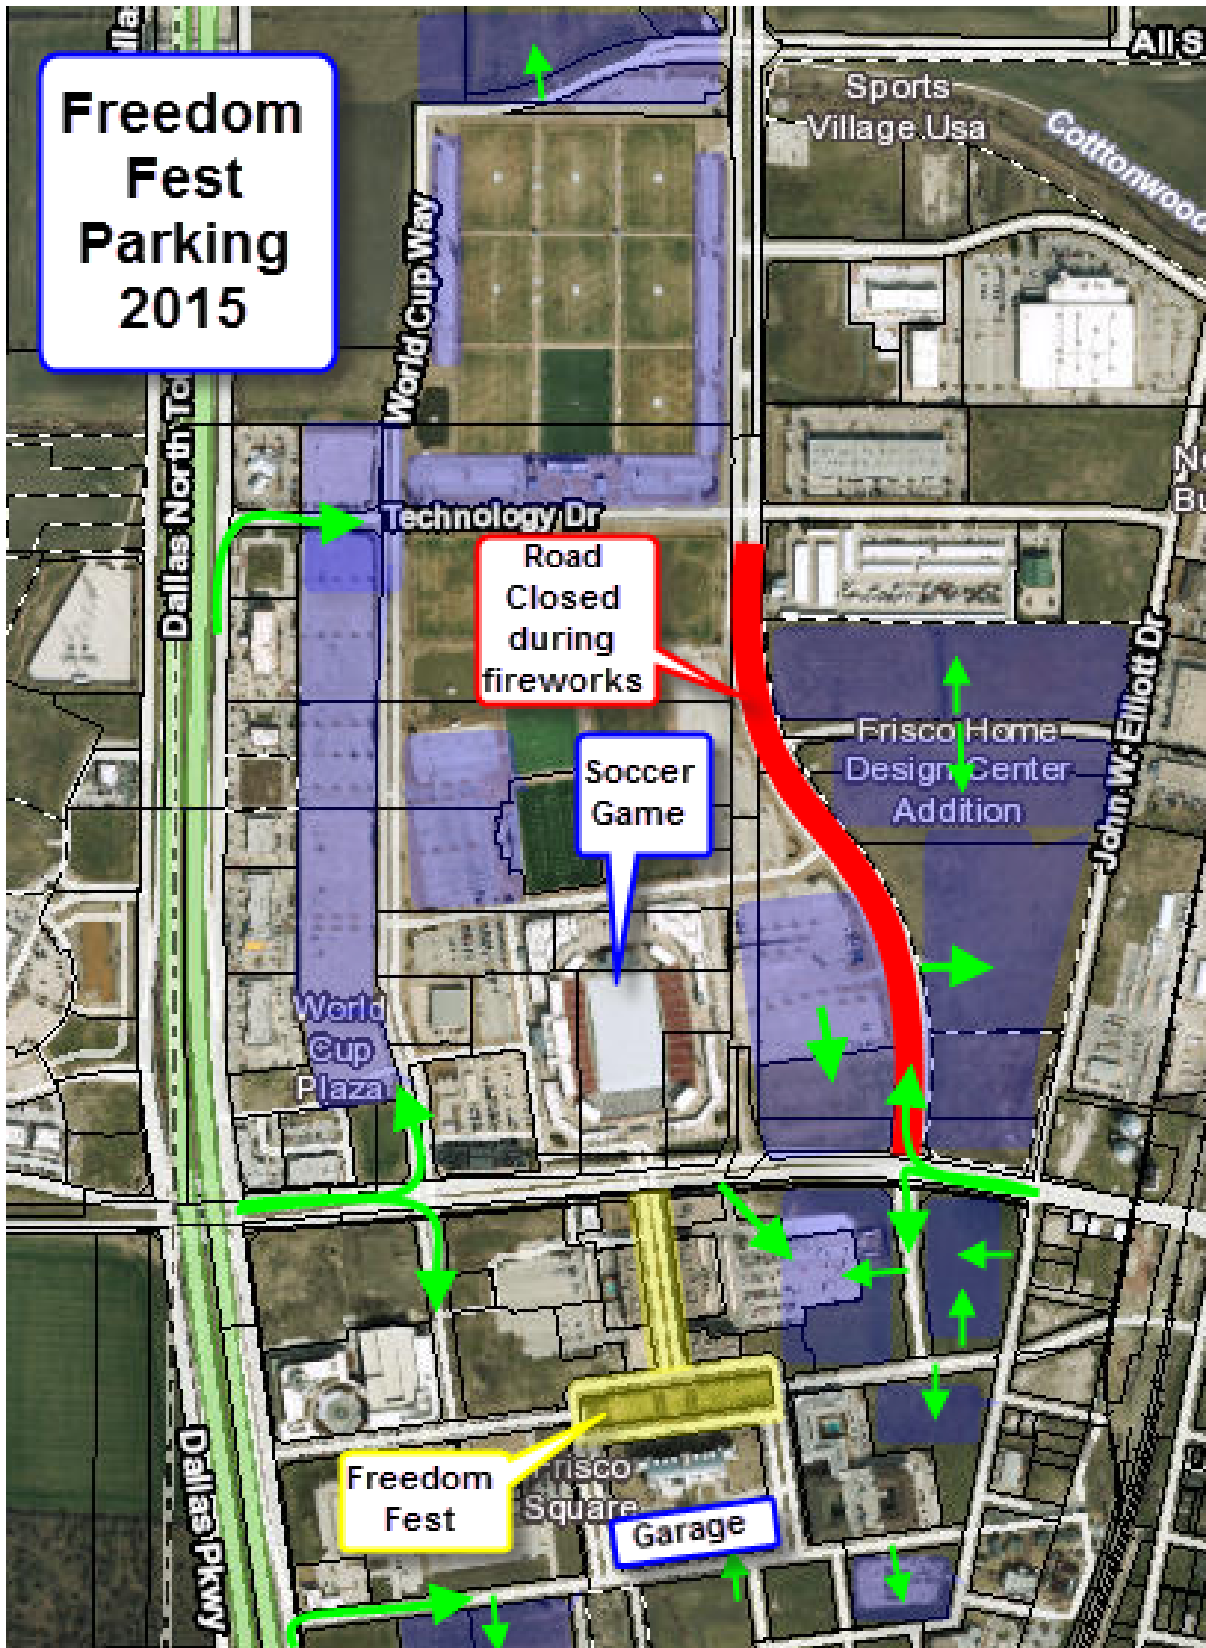 Freedom
Fest
Parking
2015
All S
Sports
Village Usa
Cotttonwood
World Cup Way
Dallas North To
Technology Dr
Road
Closed
during
fireworks
John W. Elliott Dr
Frisco Home
Design Center
Addition
Soccer
Game
World
Cup
Plaza
Freedom
Fest
Frisco
Square
Garage
Dallas Pkwy